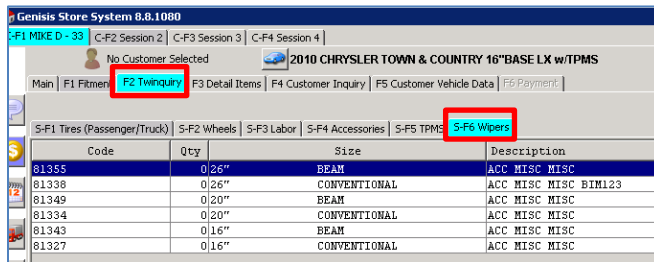 Genisis Store System 8.8.1080
C-F1 MIKE D - 33 C-F2 Session 2 C-F3 Session 3 C-F4 Session 4
No Customer Selected 2010 CHRYSLER TOWN & COUNTRY 16"BASE LX w/TPMS
Main F1 Fitment F2 Twinquiry F3 Detail Items F4 Customer Inquiry F5 Customer Vehicle Data F6 Payment
S-F1 Tires (Passenger/Truck) S-F2 Wheels S-F3 Labor S-F4 Accessories S-F5 TPMS S-F6 Wipers
Code Qty Size Description
81355 0 26" BEAM ACC MISC MISC
81338 0 26" CONVENTIONAL ACC MISC MISC BIM123
81349 0 20" BEAM ACC MISC MISC
81334 0 20" CONVENTIONAL ACC MISC MISC
81343 0 16" BEAM ACC MISC MISC
81327 0 16" CONVENTIONAL ACC MISC MISC